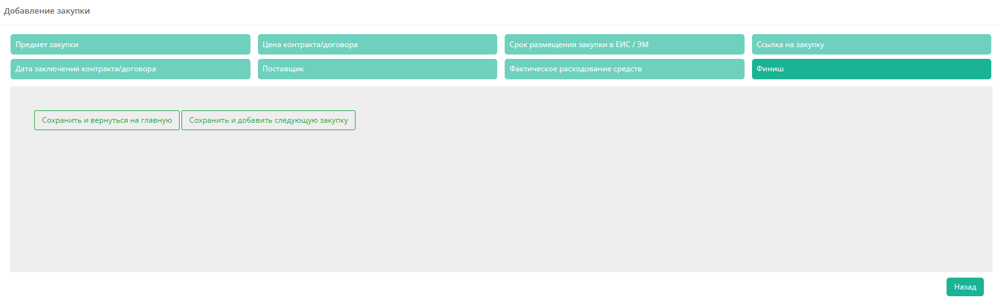 Добавление закупки
Предмет закупки
Цена контракта/договора
Срок размещения закупки в ЕИС / ЭМ
Ссылка на закупку
Дата заключения контракта/договора
Поставщик
Фактическое расходование средств
Финиш
Сохранить и вернуться на главную
Сохранить и добавить следующую закупку
Назад